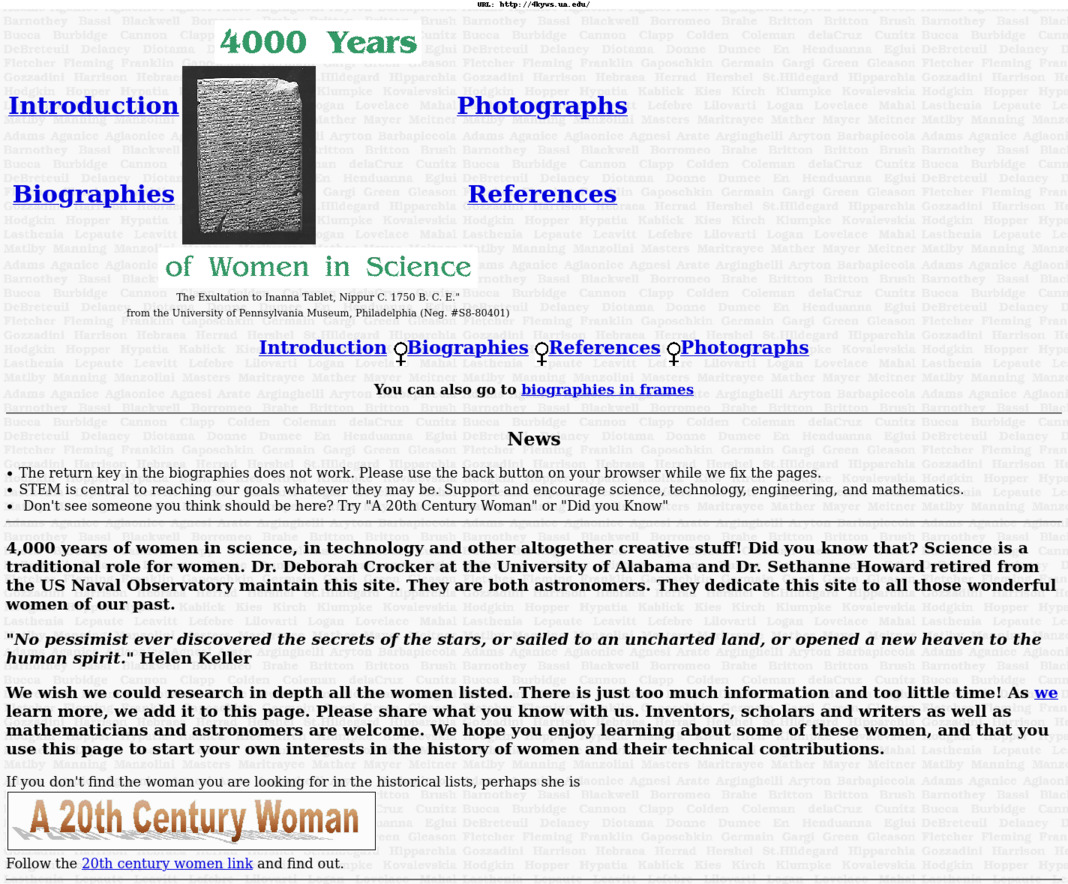 URL: http://4kyws.ua.edu/
4000 Years
Introduction
Photographs
Biographies
References
of Women in Science
The Exultation to Inanna Tablet, Nippur C. 1750 B. C. E."
from the University of Pennsylvania Museum, Philadelphia (Neg. #S8-80401)
Introduction Biographies References Photographs
You can also go to biographies in frames
News
• The return key in the biographies does not work. Please use the back button on your browser while we fix the pages.
• STEM is central to reaching our goals whatever they may be. Support and encourage science, technology, engineering, and mathematics.
• Don't see someone you think should be here? Try "A 20th Century Woman" or "Did you Know"
4,000 years of women in science, in technology and other altogether creative stuff! Did you know that? Science is a
traditional role for women. Dr. Deborah Crocker at the University of Alabama and Dr. Sethanne Howard retired from
the US Naval Observatory maintain this site. They are both astronomers. They dedicate this site to all those wonderful
women of our past.
"No pessimist ever discovered the secrets of the stars, or sailed to an uncharted land, or opened a new heaven to the
human spirit." Helen Keller
We wish we could research in depth all the women listed. There is just too much information and too little time! As we
learn more, we add it to this page. Please share what you know with us. Inventors, scholars and writers as well as
mathematicians and astronomers are welcome. We hope you enjoy learning about some of these women, and that you
use this page to start your own interests in the history of women and their technical contributions.
If you don't find the woman you are looking for in the historical lists, perhaps she is
A 20th Century Woman
Follow the 20th century women link and find out.